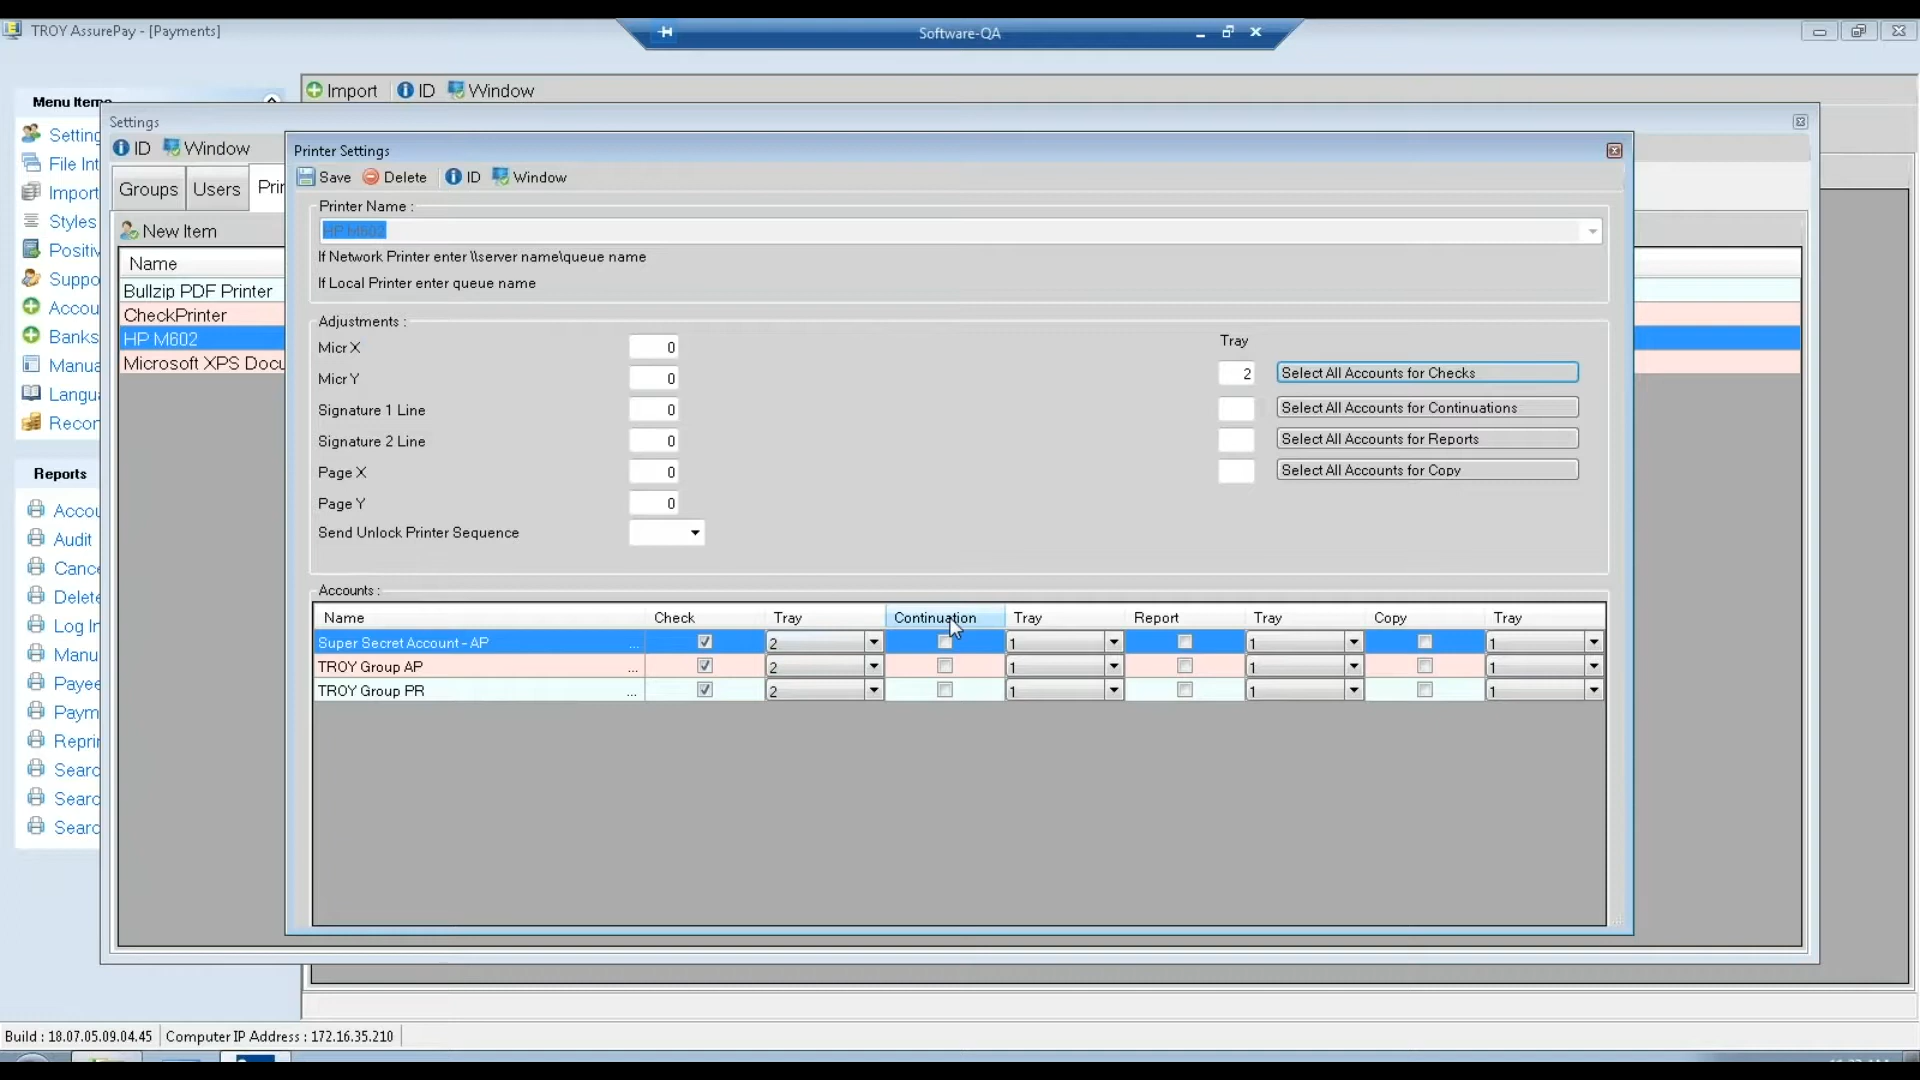 TROY AssurePay - [Payments]
Software-QA
Menu Items
Import ID Window
Settings
ID Window
Printer Settings
Save Delete ID Window
Groups Users Prin
New Item
Name
Bullzip PDF Printer
CheckPrinter
HP M602
Microsoft XPS Docu
Setting
File Int
Import
Styles
Positiv
Suppo
Accou
Banks
Manua
Langua
Recor
Reports
Accou
Audit
Cance
Delete
Log In
Manu
Payee
Paym
Reprin
Searc
Searc
Searc
Printer Name :
HP M602
If Network Printer enter \\server name\queue name
If Local Printer enter queue name
Adjustments :
Tray
Micr X 0
2 Select All Accounts for Checks
Micr Y 0
Signature 1 Line 0
Select All Accounts for Continuations
Signature 2 Line 0
Select All Accounts for Reports
Page X 0
Select All Accounts for Copy
Page Y 0
Send Unlock Printer Sequence
Accounts :
Name Check Tray Continuation Tray Report Tray Copy Tray
Super Secret Account - AP ... 2 1 1 1
TROY Group AP ... 2 1 1 1
TROY Group PR ... 2 1 1 1
Build : 18.07.05.09.04.45 Computer IP Address : 172.16.35.210